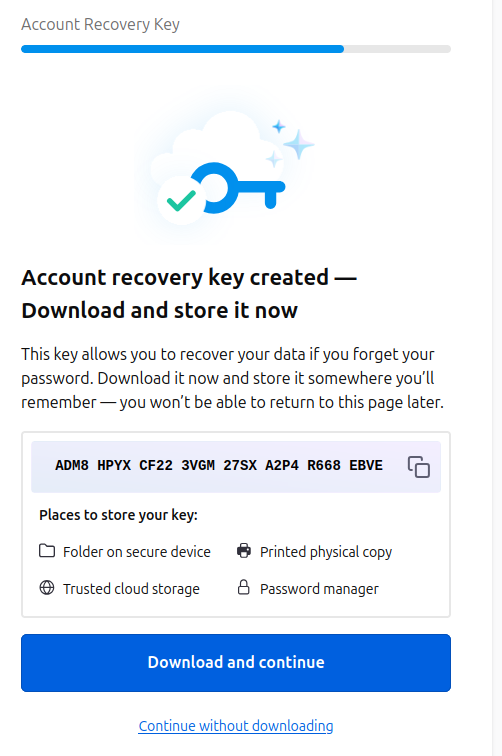 Account Recovery Key
Account recovery key created —
Download and store it now
This key allows you to recover your data if you forget your
password. Download it now and store it somewhere you’ll
remember — you won’t be able to return to this page later.
ADM8 HPYX CF22 3VGM 27SX A2P4 R668 EBVE
Places to store your key:
Folder on secure device
Printed physical copy
Trusted cloud storage
Password manager
Download and continue
Continue without downloading